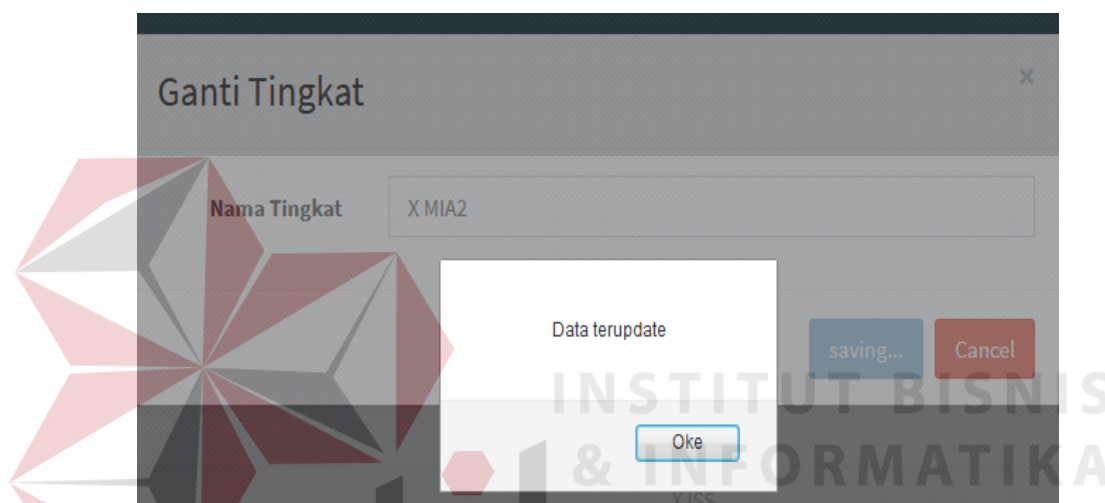 Ganti Tingkat ×
Nama Tingkat X MIA2
Data terupdate
saving... Cancel
INSTITUT BISNIS
Oke
& INFORMATIKA